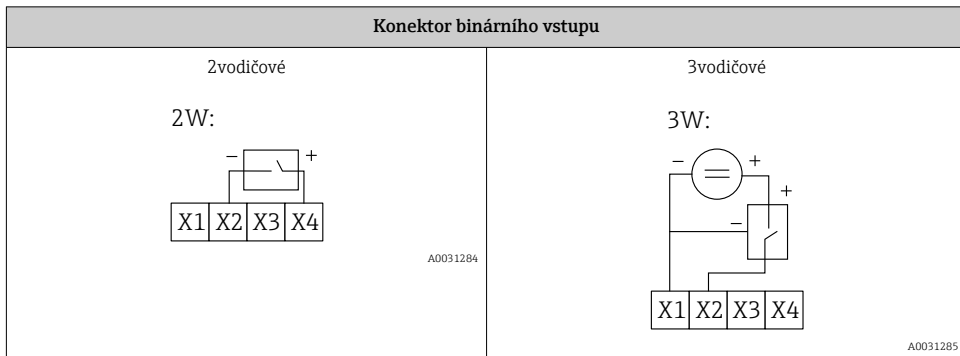 Konektor binárního vstupu
2vodičové
2W:
− +
X1 X2 X3 X4
A0031284
3vodičové
3W:
− +
+
−
X1 X2 X3 X4
A0031285